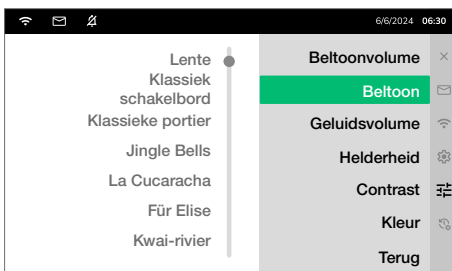 6/6/2024 06:30
Lente
Klassiek
schakelbord
Klassieke portier
Jingle Bells
La Cucaracha
Für Elise
Kwai-rivier
Beltoonvolume
Beltoon
Geluidsvolume
Helderheid
Contrast
Kleur
Terug